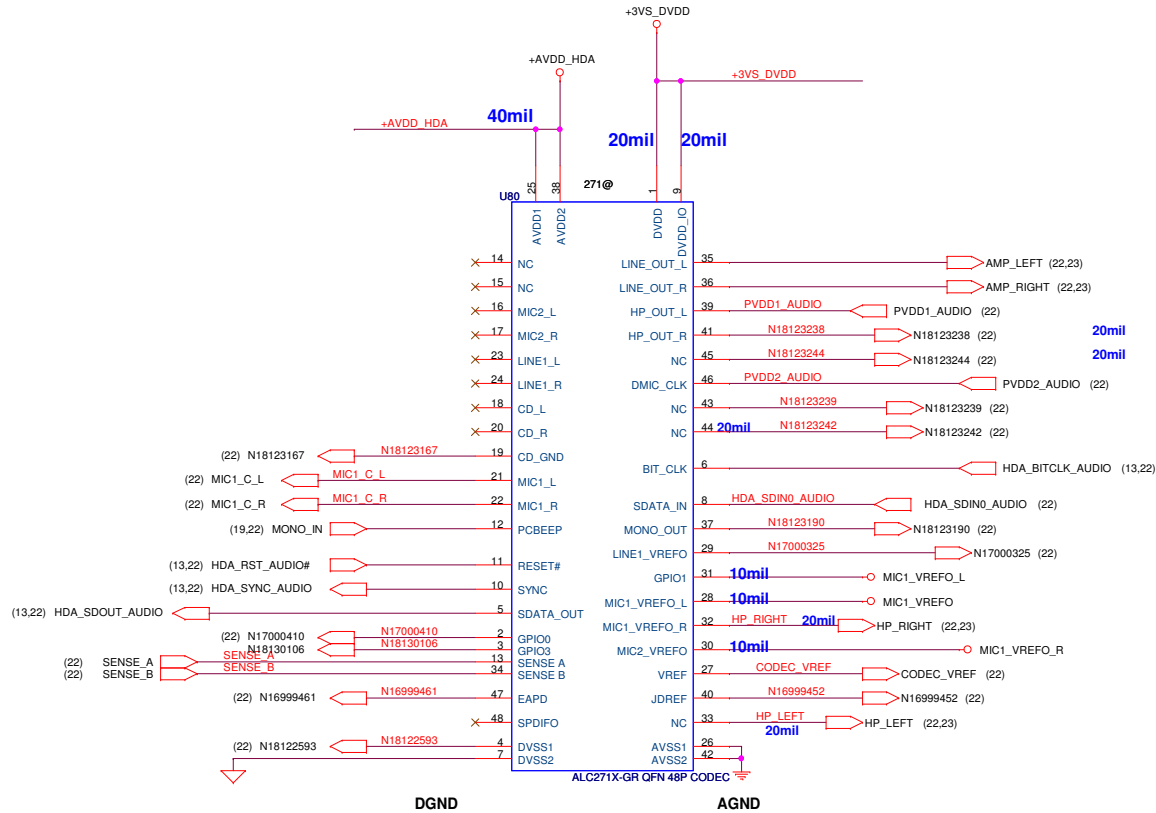 +3VS_DVDD
+AVDD_HDA
+3VS_DVDD
40mil
+AVDD_HDA
20mil 20mil
271@
U80
25 38 1 9
AVDD1 AVDD2 DVDD DVDD_IO
14 NC
15 NC
16 MIC2_L
17 MIC2_R
23 LINE1_L
24 LINE1_R
18 CD_L
20 CD_R
(22) N18123167 N18123167 19 CD_GND
(22) MIC1_C_L MIC1_C_L 21 MIC1_L
(22) MIC1_C_R MIC1_C_R 22 MIC1_R
(19,22) MONO_IN 12 PCBEEP
(13,22) HDA_RST_AUDIO# 11 RESET#
(13,22) HDA_SYNC_AUDIO 10 SYNC
(13,22) HDA_SDOUT_AUDIO 5 SDATA_OUT
(22) N17000410 N17000410 2 GPIO0
N18130106 N18130106 3 GPIO3
(22) SENSE_A SENSE_A 13 SENSE A
(22) SENSE_B SENSE_B 34 SENSE B
(22) N16999461 N16999461 47 EAPD
48 SPDIFO
(22) N18122593 N18122593 4 DVSS1
7 DVSS2
LINE_OUT_L 35 AMP_LEFT (22,23)
LINE_OUT_R 36 AMP_RIGHT (22,23)
HP_OUT_L 39 PVDD1_AUDIO PVDD1_AUDIO (22)
HP_OUT_R 41 N18123238 N18123238 (22) 20mil
NC 45 N18123244 N18123244 (22) 20mil
DMIC_CLK 46 PVDD2_AUDIO PVDD2_AUDIO (22)
NC 43 N18123239 N18123239 (22)
NC 44 20mil N18123242 N18123242 (22)
BIT_CLK 6 HDA_BITCLK_AUDIO (13,22)
SDATA_IN 8 HDA_SDIN0_AUDIO HDA_SDIN0_AUDIO (22)
MONO_OUT 37 N18123190 N18123190 (22)
LINE1_VREFO 29 N17000325 N17000325 (22)
GPIO1 31 10mil MIC1_VREFO_L
MIC1_VREFO_L 28 10mil MIC1_VREFO
MIC1_VREFO_R 32 HP_RIGHT 20mil HP_RIGHT (22,23)
MIC2_VREFO 30 10mil MIC1_VREFO_R
VREF 27 CODEC_VREF CODEC_VREF (22)
JDREF 40 N16999452 N16999452 (22)
NC 33 HP_LEFT HP_LEFT (22,23)
20mil
AVSS1 26
AVSS2 42
ALC271X-GR QFN 48P CODEC
DGND AGND